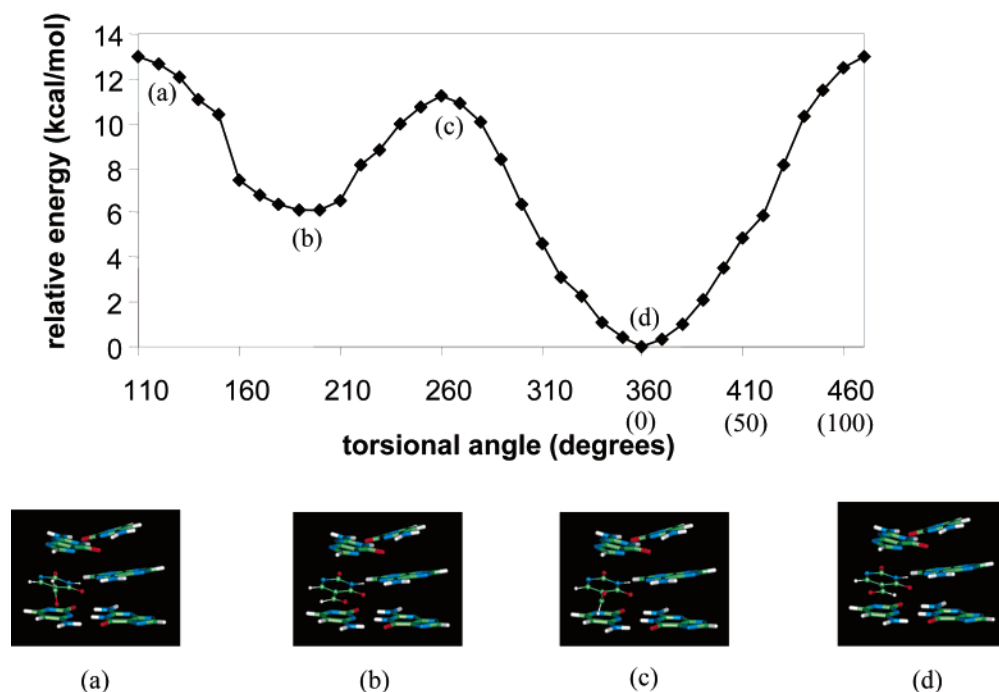 relative energy (kcal/mol)
14
12
10
8
6
4
2
0
(a)
(b)
(c)
(d)
110 160 210 260 310 360 410 460
(0) (50) (100)
torsional angle (degrees)
(a) (b) (c) (d)